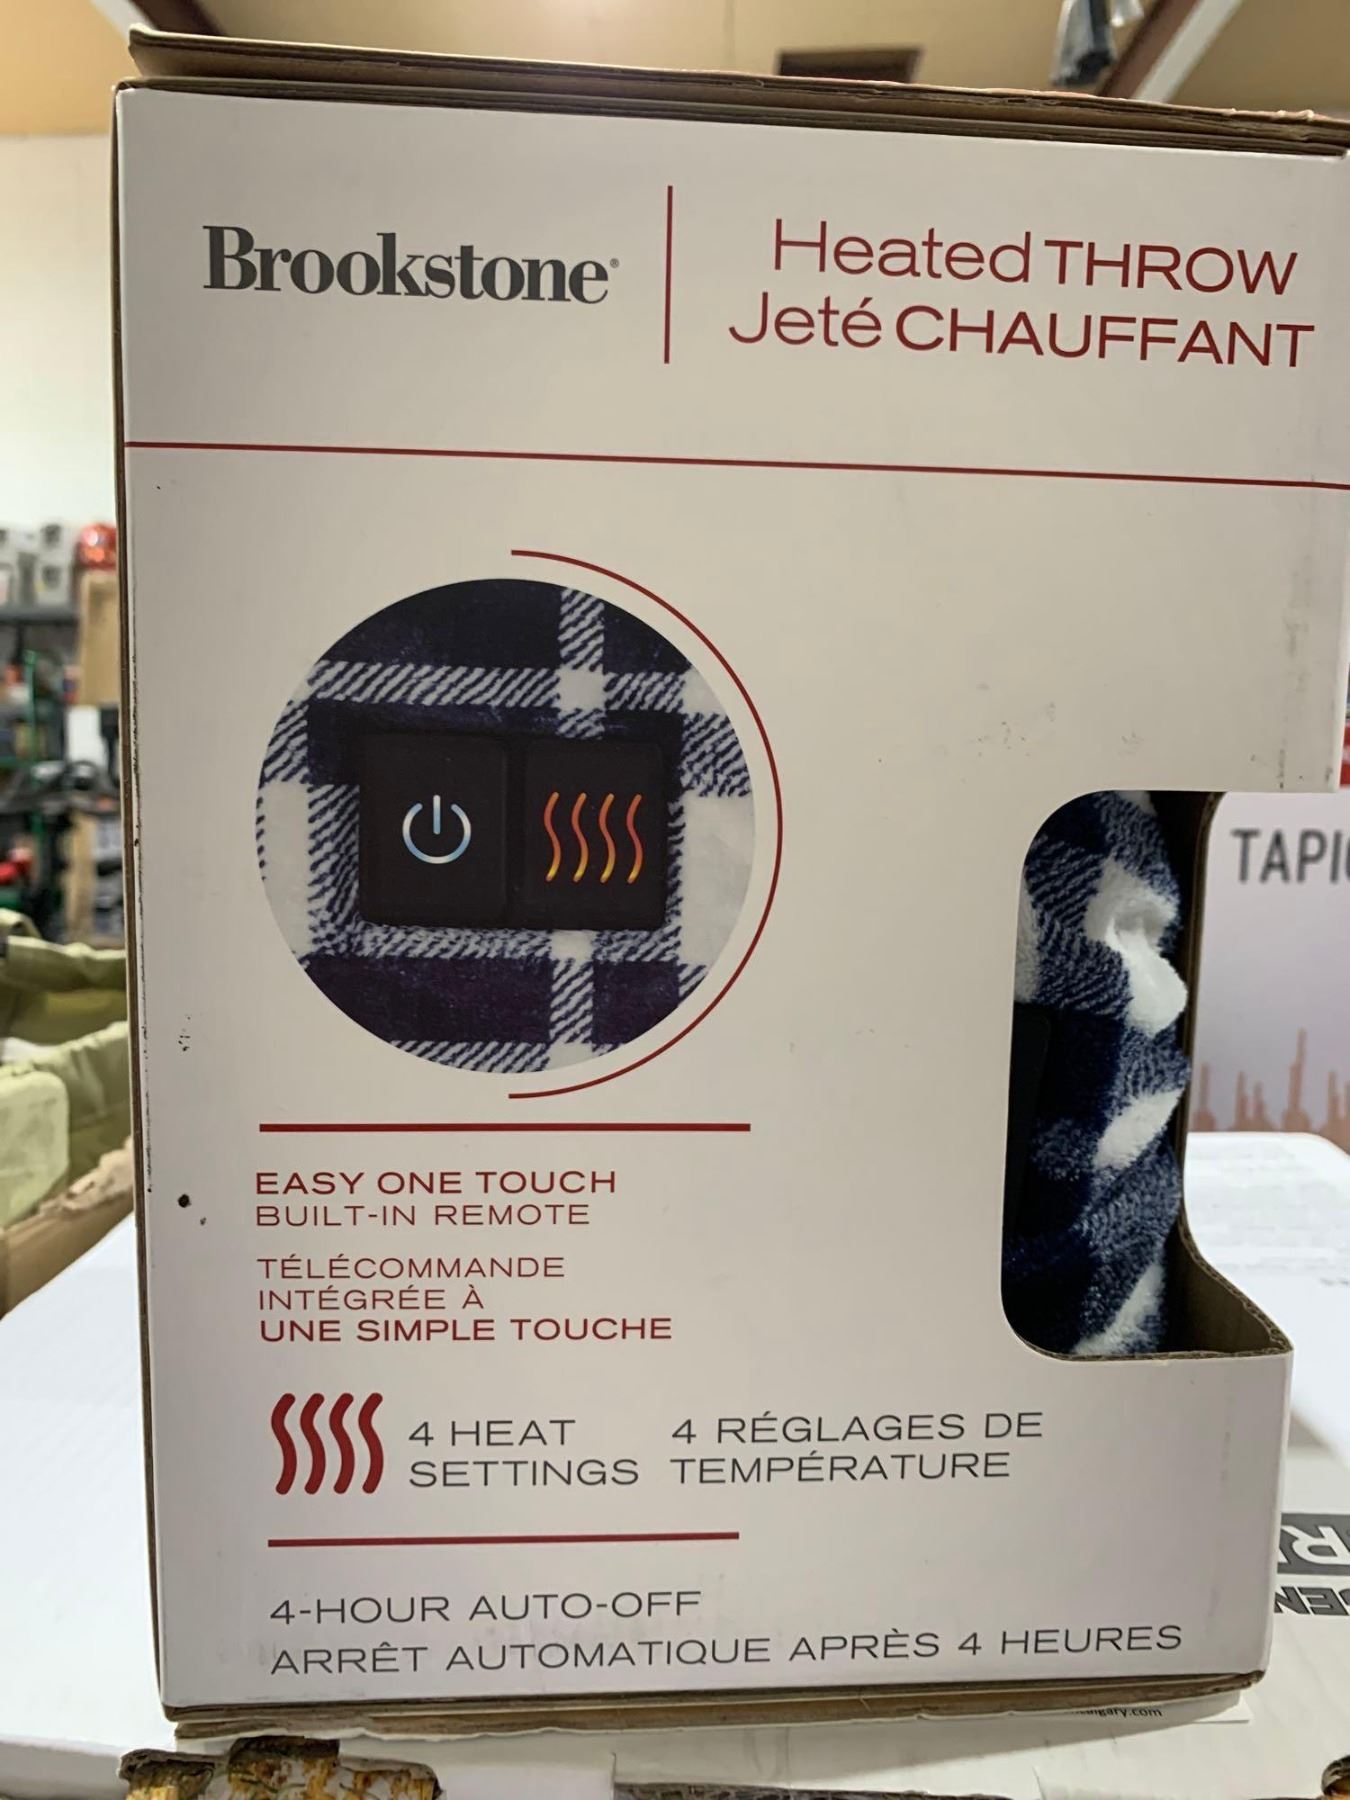 Brookstone®
Heated THROW
Jeté CHAUFFANT
EASY ONE TOUCH
BUILT-IN REMOTE
TÉLÉCOMMANDE
INTÉGRÉE À
UNE SIMPLE TOUCHE
4 HEAT
SETTINGS
4 RÉGLAGES DE
TEMPÉRATURE
4-HOUR AUTO-OFF
ARRÊT AUTOMATIQUE APRÈS 4 HEURES